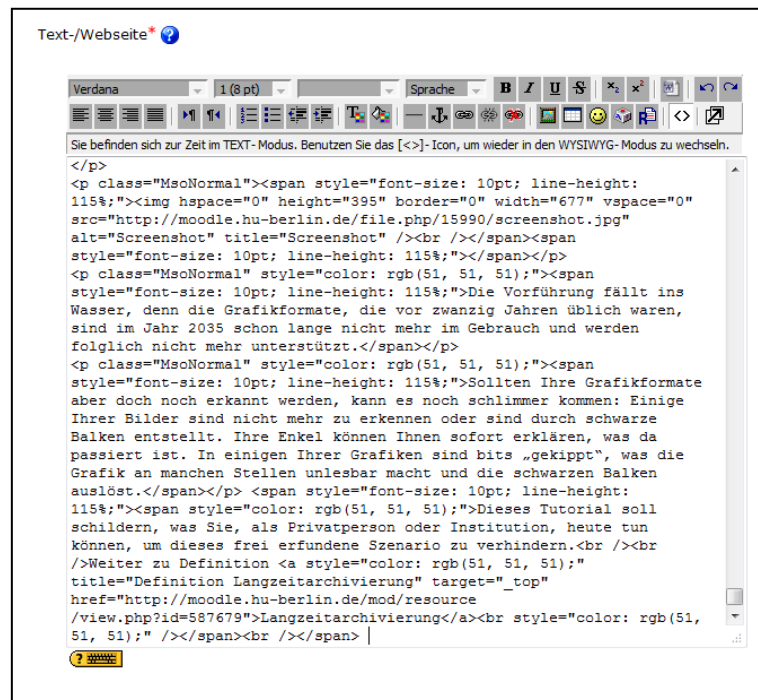 Text-/Webseite*
Verdana 1 (8 pt) Sprache B I U S x₂ x²
Sie befinden sich zur Zeit im TEXT-Modus. Benutzen Sie das [<>]-Icon, um wieder in den WYSIWYG-Modus zu wechseln.
</p>
<p class="MsoNormal"><span style="font-size: 10pt; line-height:
115%;"><img hspace="0" height="395" border="0" width="677" vspace="0"
src="http://moodle.hu-berlin.de/file.php/15990/screenshot.jpg"
alt="Screenshot" title="Screenshot" /><br /></span><span
style="font-size: 10pt; line-height: 115%;"></span></p>
<p class="MsoNormal" style="color: rgb(51, 51, 51);"><span
style="font-size: 10pt; line-height: 115%;">Die Vorführung fällt ins
Wasser, denn die Grafikformate, die vor zwanzig Jahren üblich waren,
sind im Jahr 2035 schon lange nicht mehr im Gebrauch und werden
folglich nicht mehr unterstützt.</span></p>
<p class="MsoNormal" style="color: rgb(51, 51, 51);"><span
style="font-size: 10pt; line-height: 115%;">Sollten Ihre Grafikformate
aber doch noch erkannt werden, kann es noch schlimmer kommen: Einige
Ihrer Bilder sind nicht mehr zu erkennen oder sind durch schwarze
Balken entstellt. Ihre Enkel können Ihnen sofort erklären, was da
passiert ist. In einigen Ihrer Grafiken sind bits „gekippt“, was die
Grafik an manchen Stellen unlesbar macht und die schwarzen Balken
auslöst.</span></p> <span style="font-size: 10pt; line-height:
115%;"><span style="color: rgb(51, 51, 51);">Dieses Tutorial soll
schildern, was Sie, als Privatperson oder Institution, heute tun
können, um dieses frei erfundene Szenario zu verhindern.<br /><br
/>Weiter zu Definition <a style="color: rgb(51, 51, 51);"
title="Definition Langzeitarchivierung" target="_top"
href="http://moodle.hu-berlin.de/mod/resource
/view.php?id=587679">Langzeitarchivierung</a><br style="color: rgb(51,
51, 51);" /></span><br /></span>